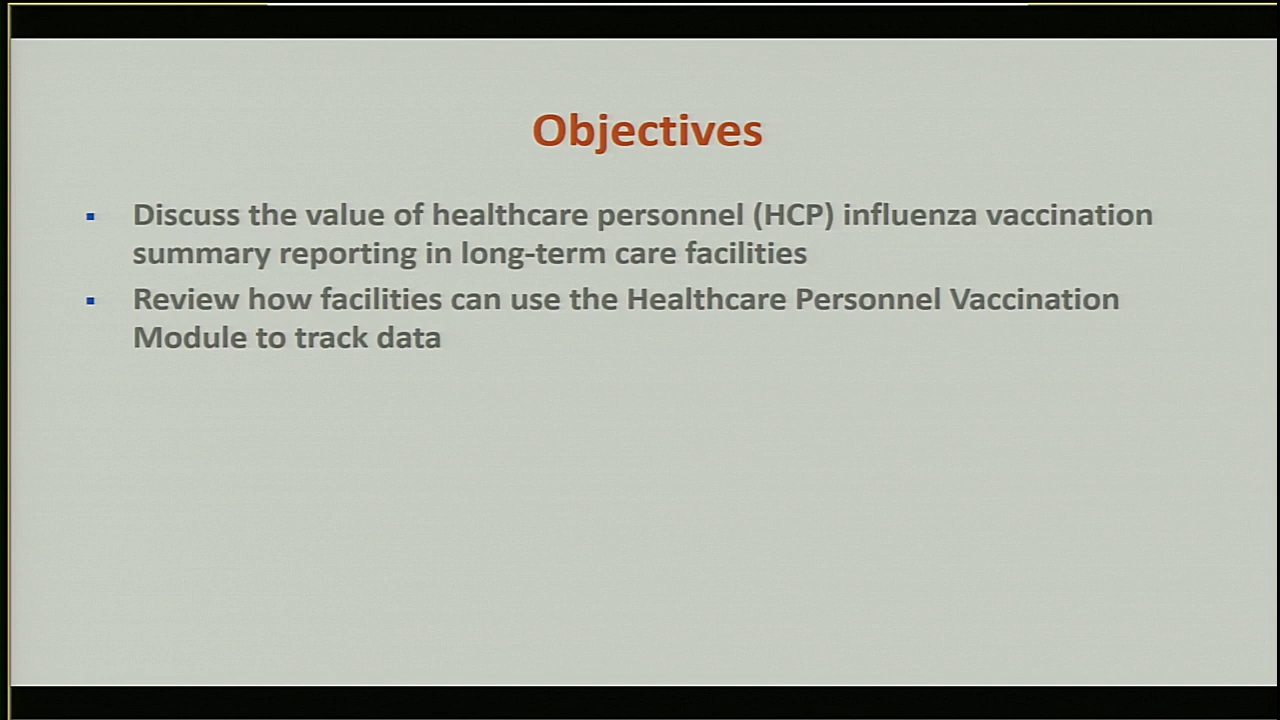 Objectives
▪ Discuss the value of healthcare personnel (HCP) influenza vaccination
summary reporting in long-term care facilities
▪ Review how facilities can use the Healthcare Personnel Vaccination
Module to track data